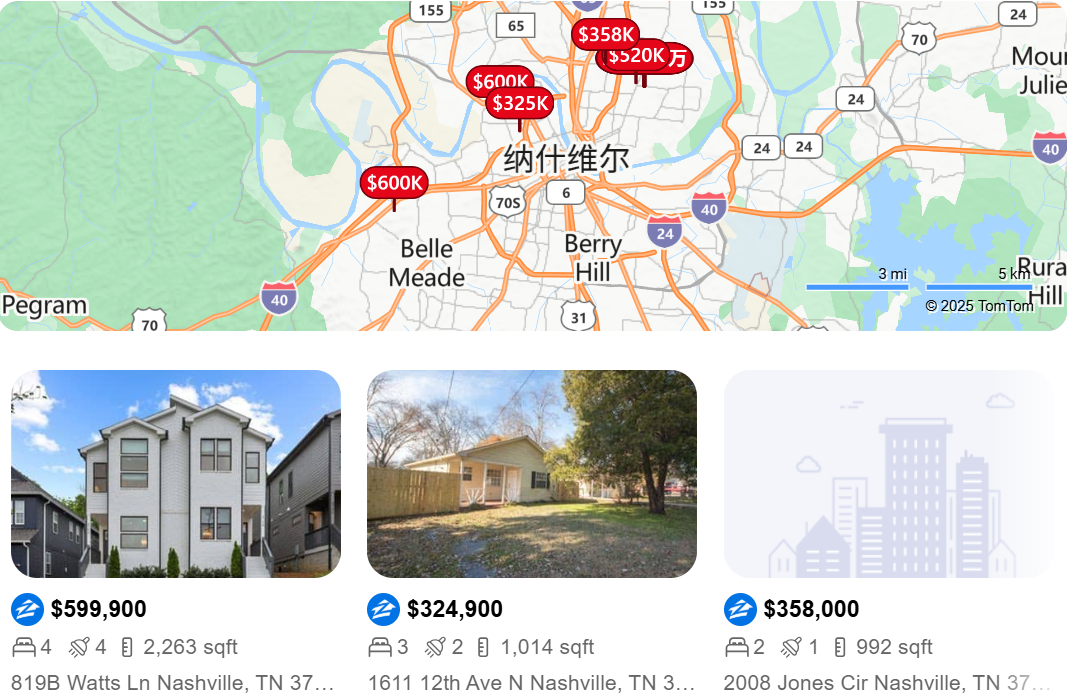 155
65
155
24
70
$358K
$520K
万
Moun
Julie
$600K
$325K
24
24
24
40
纳什维尔
$600K
6
70S
40
24
Belle
Meade
Berry
Hill
3 mi
5 km
Rura
Hill
40
Pegram
70
31
© 2025 TomTom
$599,900
$324,900
$358,000
4 4 2,263 sqft
3 2 1,014 sqft
2 1 992 sqft
819B Watts Ln Nashville, TN 37…
1611 12th Ave N Nashville, TN 3…
2008 Jones Cir Nashville, TN 37…